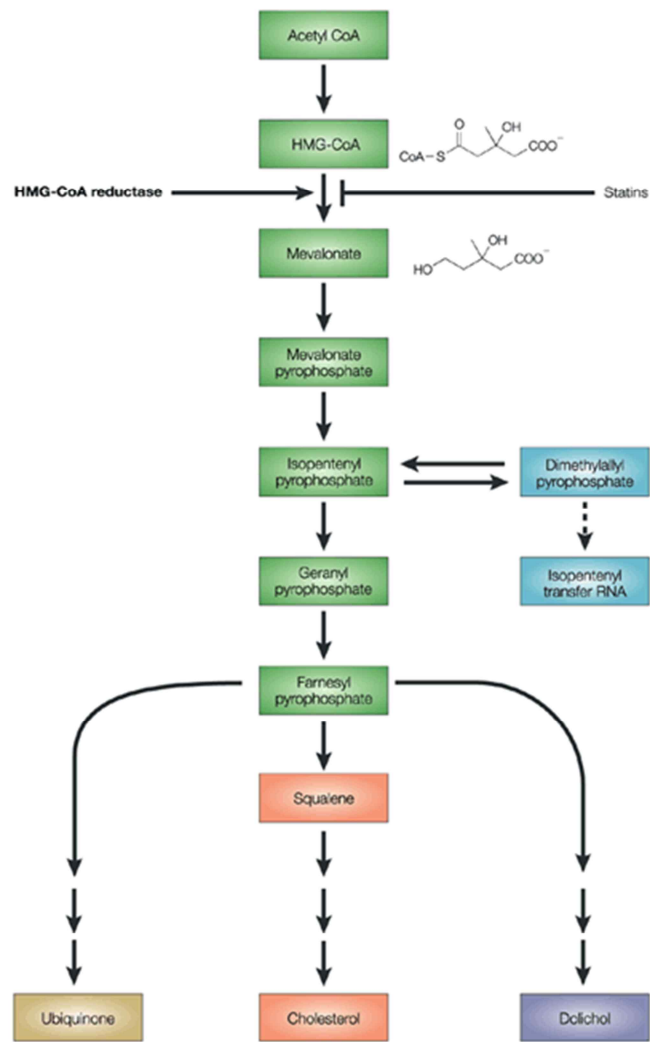 Acetyl CoA
HMG-CoA
O
OH
CoA–S
COO⁻
HMG-CoA reductase
Statins
Mevalonate
OH
HO
COO⁻
Mevalonate
pyrophosphate
Isopentenyl
pyrophosphate
Dimethylallyl
pyrophosphate
Geranyl
pyrophosphate
Isopentenyl
transfer RNA
Farnesyl
pyrophosphate
Squalene
Ubiquinone
Cholesterol
Dolichol